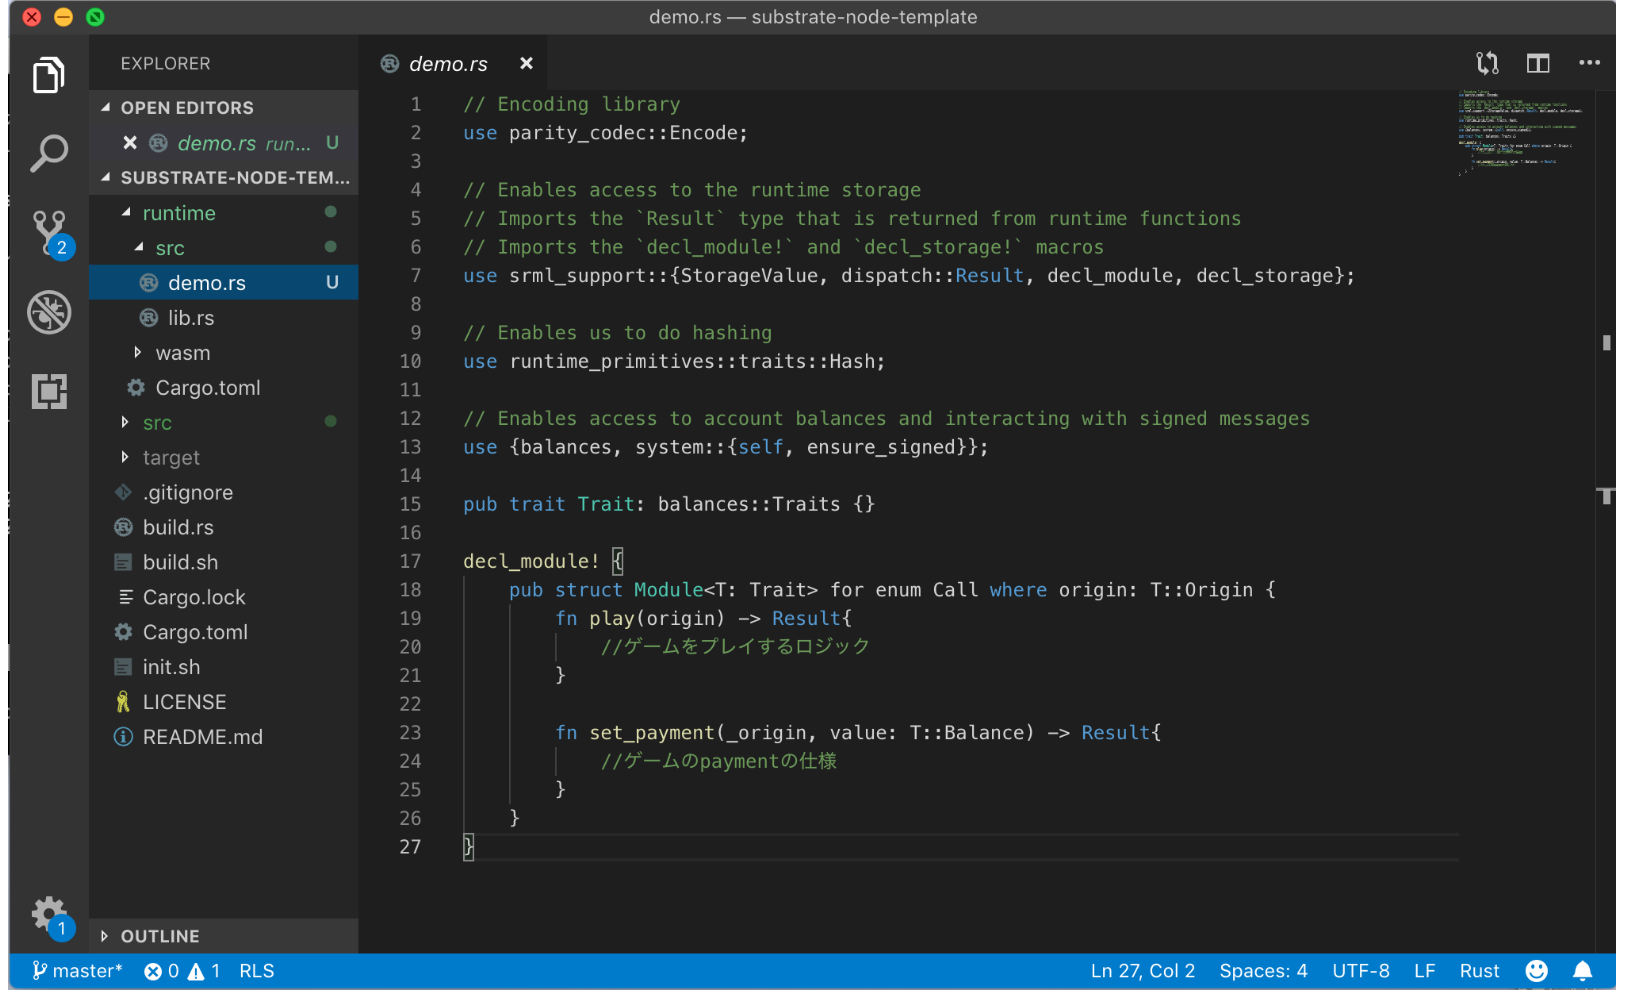 demo.rs — substrate-node-template
EXPLORER
OPEN EDITORS
demo.rs run... U
SUBSTRATE-NODE-TEM...
runtime
src
demo.rs U
lib.rs
wasm
Cargo.toml
src
target
.gitignore
build.rs
build.sh
Cargo.lock
Cargo.toml
init.sh
LICENSE
README.md
OUTLINE
2
1
demo.rs
1 // Encoding library
2 use parity_codec::Encode;
3
4 // Enables access to the runtime storage
5 // Imports the `Result` type that is returned from runtime functions
6 // Imports the `decl_module!` and `decl_storage!` macros
7 use srml_support::{StorageValue, dispatch::Result, decl_module, decl_storage};
8
9 // Enables us to do hashing
10 use runtime_primitives::traits::Hash;
11
12 // Enables access to account balances and interacting with signed messages
13 use {balances, system::{self, ensure_signed}};
14
15 pub trait Trait: balances::Traits {}
16
17 decl_module! {
18 pub struct Module<T: Trait> for enum Call where origin: T::Origin {
19 fn play(origin) -> Result{
20 //ゲームをプレイするロジック
21 }
22
23 fn set_payment(_origin, value: T::Balance) -> Result{
24 //ゲームのpaymentの仕様
25 }
26 }
27 }
master* 0 1 RLS
Ln 27, Col 2 Spaces: 4 UTF-8 LF Rust